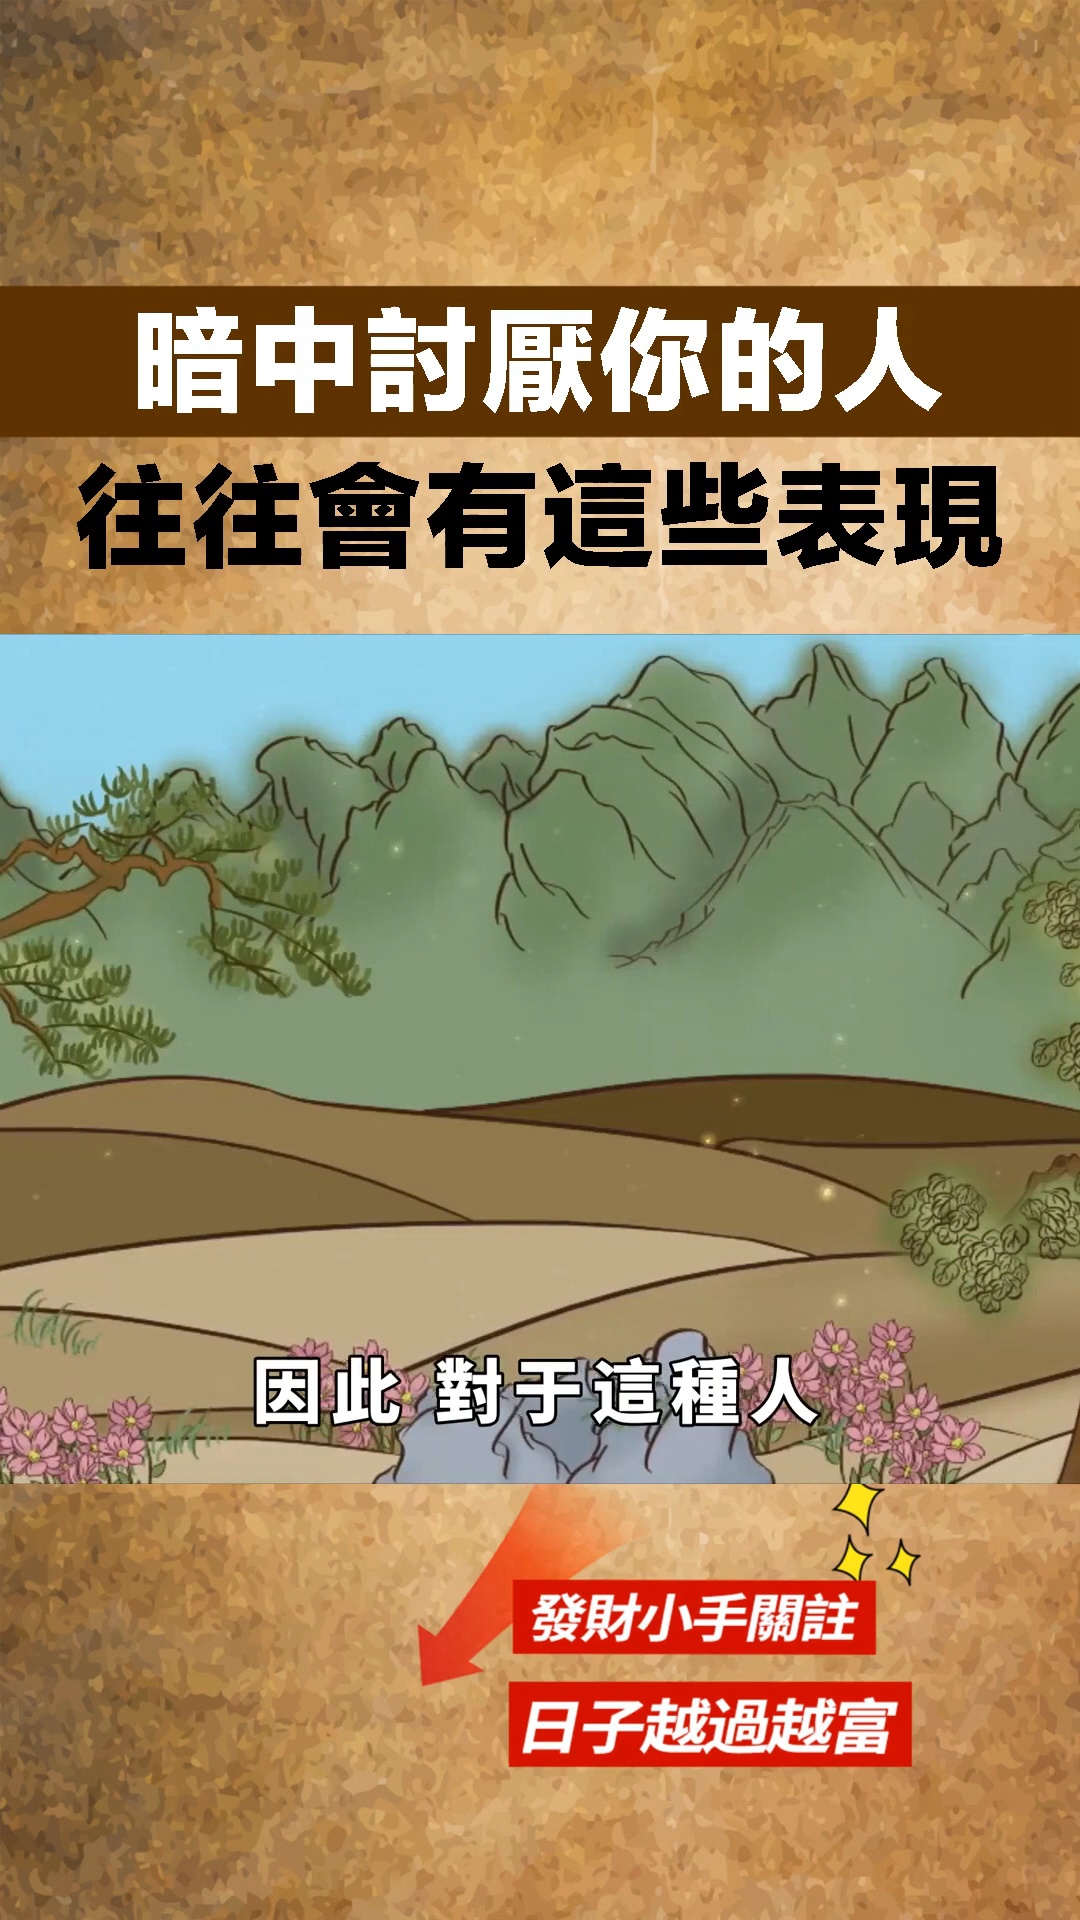 暗中討厭你的人
往往會有這些表現
因此 對于這種人
發財小手關註
日子越過越富